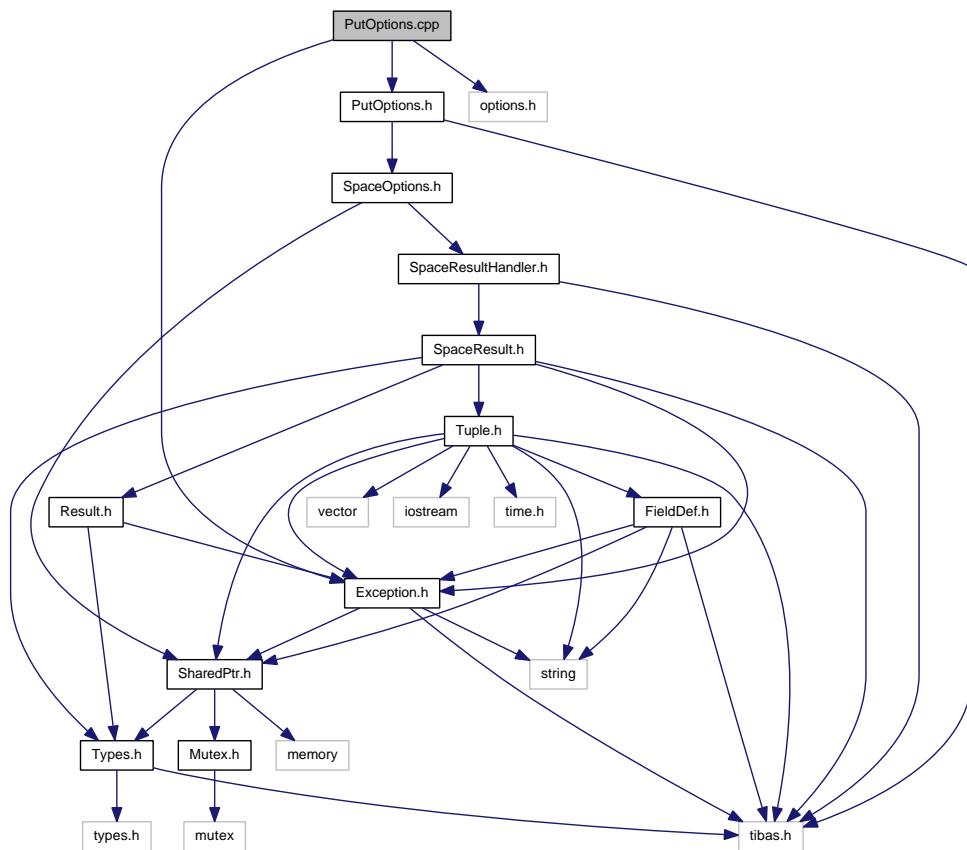 PutOptions.cpp
PutOptions.h
options.h
SpaceOptions.h
SpaceResultHandler.h
SpaceResult.h
Tuple.h
Result.h
vector
iostream
time.h
FieldDef.h
Exception.h
SharedPtr.h
string
Types.h
Mutex.h
memory
types.h
mutex
tibas.h